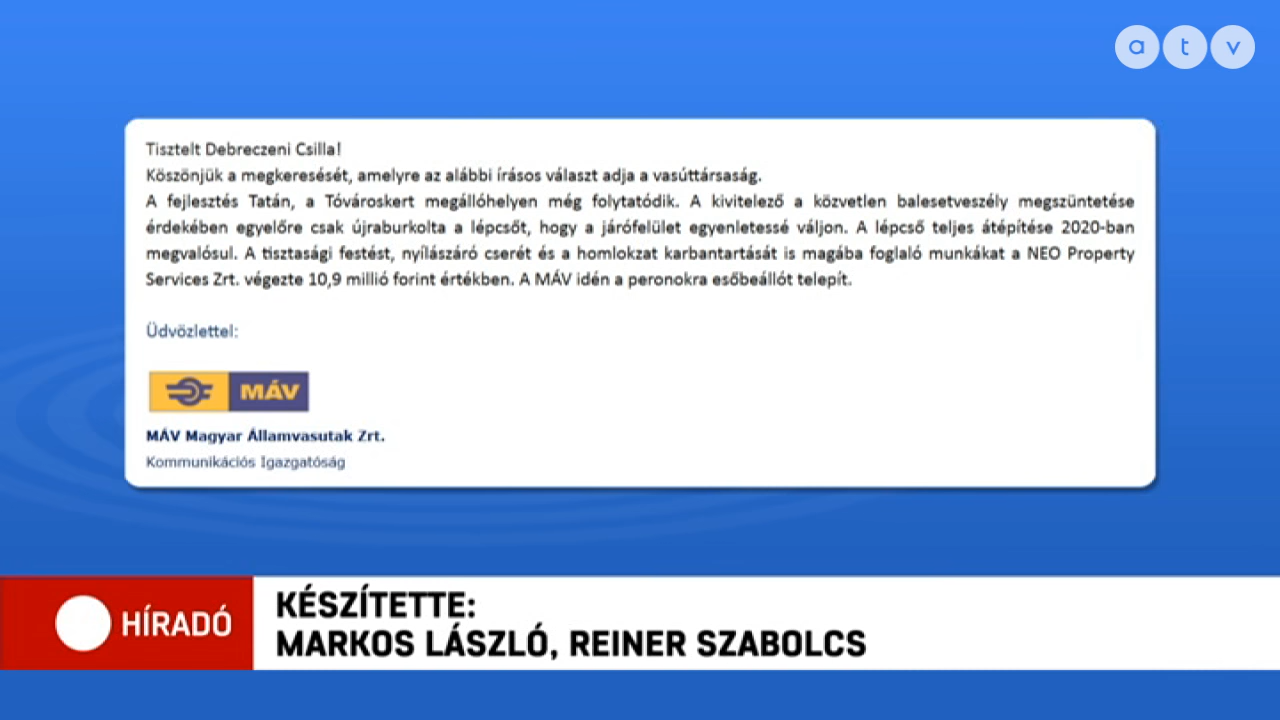 a t v
Tisztelt Debreczeni Csilla!
Köszönjük a megkeresését, amelyre az alábbi írásos választ adja a vasúttársaság.
A fejlesztés Tatán, a Tóvároskert megállóhelyen még folytatódik. A kivitelező a közvetlen balesetveszély megszüntetése
érdekében egyelőre csak újraburkolta a lépcsőt, hogy a járófelület egyenletessé váljon. A lépcső teljes átépítése 2020-ban
megvalósul. A tisztasági festést, nyílászáró cserét és a homlokzat karbantartását is magába foglaló munkákat a NEO Property
Services Zrt. végezte 10,9 millió forint értékben. A MÁV idén a peronokra esőbeállót telepít.
Üdvözlettel:
MÁV
MÁV Magyar Államvasutak Zrt.
Kommunikációs Igazgatóság
HÍRADÓ
KÉSZÍTETTE:
MARKOS LÁSZLÓ, REINER SZABOLCS